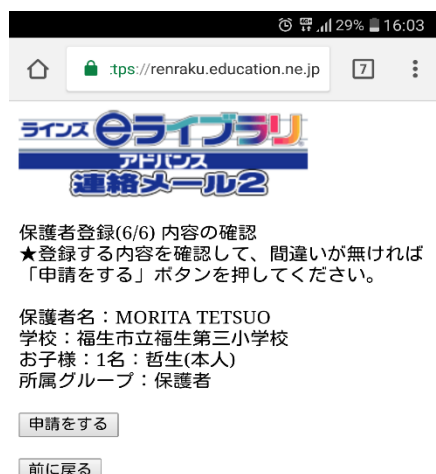 29% 16:03
:tps://renraku.education.ne.jp 7
ラインズ eライブラリ
アドバンス
連絡メール2
保護者登録(6/6) 内容の確認
★登録する内容を確認して、間違いが無ければ
「申請をする」ボタンを押してください。
保護者名：MORITA TETSUO
学校：福生市立福生第三小学校
お子様：1名：哲生(本人)
所属グループ：保護者
申請をする
前に戻る